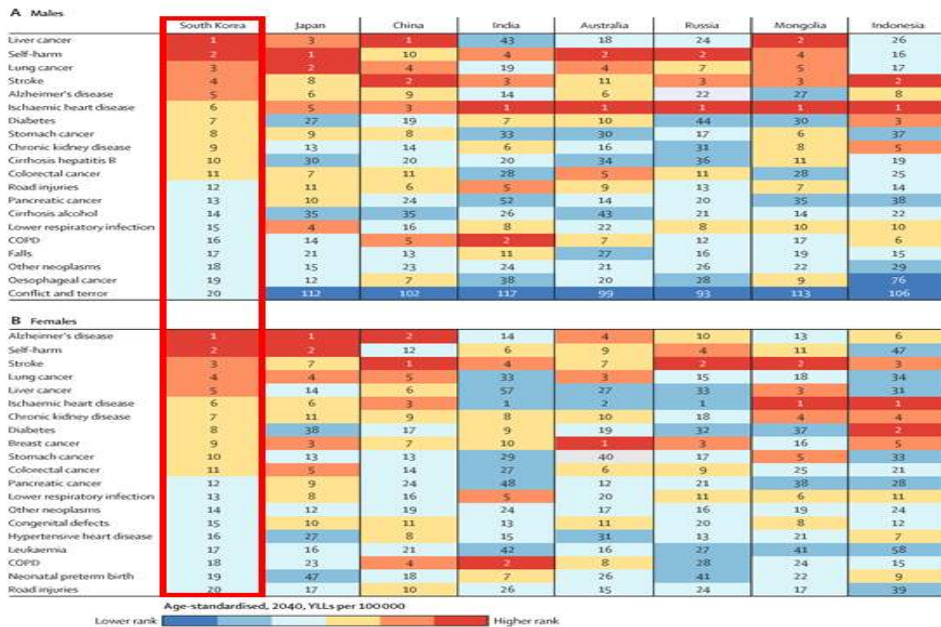 A Males
South Korea Japan China India Australia Russia Mongolia Indonesia
Liver cancer 1 3 1 43 18 24 2 26
Self-harm 2 1 10 4 2 2 4 16
Lung cancer 3 2 4 19 4 7 5 17
Stroke 4 8 2 3 11 3 3 2
Alzheimer's disease 5 6 9 14 6 22 27 8
Ischaemic heart disease 6 5 3 1 1 1 1 1
Diabetes 7 27 19 7 10 44 30 3
Stomach cancer 8 9 8 33 30 17 6 37
Chronic kidney disease 9 13 14 6 16 31 8 5
Cirrhosis hepatitis B 10 30 20 20 34 36 11 19
Colorectal cancer 11 7 11 28 5 11 28 25
Road injuries 12 11 6 5 9 13 7 14
Pancreatic cancer 13 10 24 52 14 20 35 38
Cirrhosis alcohol 14 35 35 26 43 21 14 22
Lower respiratory infection 15 4 16 8 22 8 10 10
COPD 16 14 5 2 7 12 17 6
Falls 17 21 13 11 27 16 19 15
Other neoplasms 18 15 23 24 21 26 22 29
Oesophageal cancer 19 12 7 38 20 28 9 76
Conflict and terror 20 112 102 117 99 93 113 106
B Females
Alzheimer's disease 1 1 2 14 4 10 13 6
Self-harm 2 2 12 6 9 4 11 47
Stroke 3 7 1 4 7 2 2 3
Lung cancer 4 4 5 33 3 15 18 34
Liver cancer 5 14 6 57 27 33 3 31
Ischaemic heart disease 6 6 3 1 2 1 1 1
Chronic kidney disease 7 11 9 8 10 18 4 4
Diabetes 8 38 17 9 19 32 37 2
Breast cancer 9 3 7 10 1 3 16 5
Stomach cancer 10 13 13 29 40 17 5 33
Colorectal cancer 11 5 14 27 6 9 25 21
Pancreatic cancer 12 9 24 48 12 21 38 28
Lower respiratory infection 13 8 16 5 20 11 6 11
Other neoplasms 14 12 19 24 17 16 19 24
Congenital defects 15 10 11 13 11 20 8 12
Hypertensive heart disease 16 27 8 15 31 13 21 7
Leukaemia 17 16 21 42 16 27 41 58
COPD 18 23 4 2 8 28 24 15
Neonatal preterm birth 19 47 18 7 26 41 22 9
Road injuries 20 17 10 26 15 24 17 39
Age-standardised, 2040, YLLs per 100 000
Lower rank Higher rank